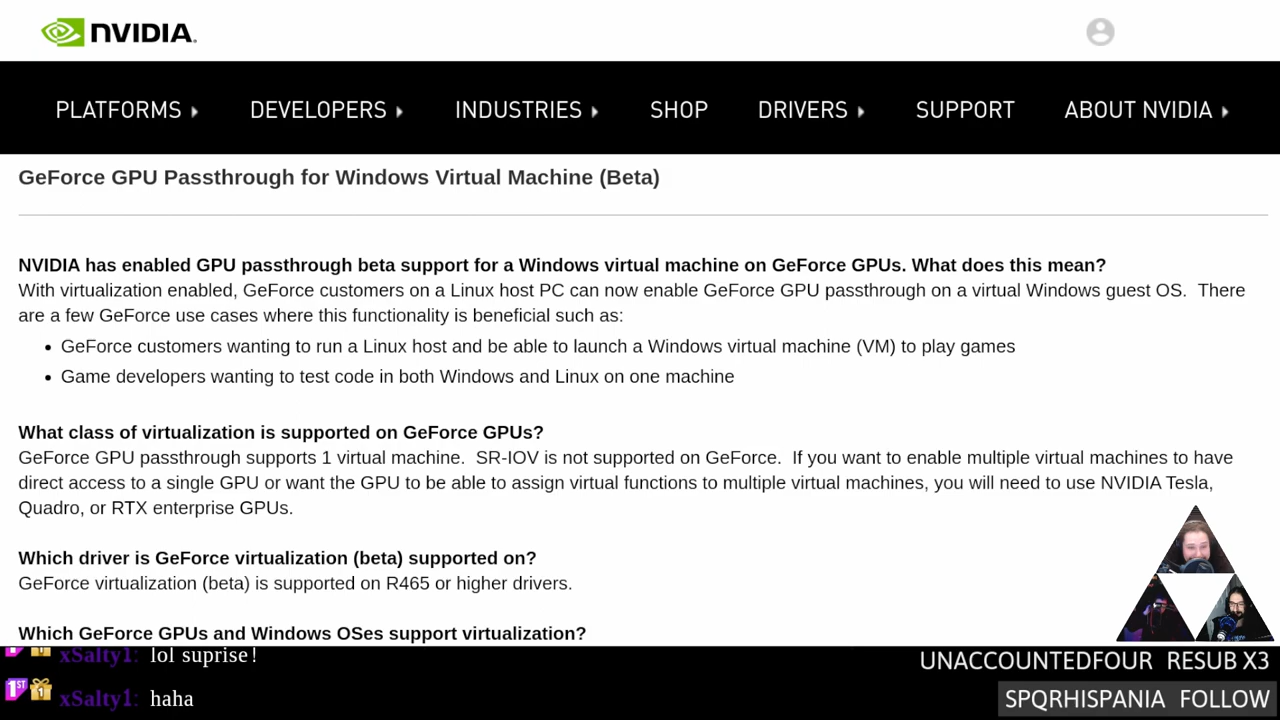 NVIDIA.
PLATFORMS DEVELOPERS INDUSTRIES SHOP DRIVERS SUPPORT ABOUT NVIDIA
GeForce GPU Passthrough for Windows Virtual Machine (Beta)
NVIDIA has enabled GPU passthrough beta support for a Windows virtual machine on GeForce GPUs. What does this mean?
With virtualization enabled, GeForce customers on a Linux host PC can now enable GeForce GPU passthrough on a virtual Windows guest OS. There
are a few GeForce use cases where this functionality is beneficial such as:
• GeForce customers wanting to run a Linux host and be able to launch a Windows virtual machine (VM) to play games
• Game developers wanting to test code in both Windows and Linux on one machine
What class of virtualization is supported on GeForce GPUs?
GeForce GPU passthrough supports 1 virtual machine. SR-IOV is not supported on GeForce. If you want to enable multiple virtual machines to have
direct access to a single GPU or want the GPU to be able to assign virtual functions to multiple virtual machines, you will need to use NVIDIA Tesla,
Quadro, or RTX enterprise GPUs.
Which driver is GeForce virtualization (beta) supported on?
GeForce virtualization (beta) is supported on R465 or higher drivers.
Which GeForce GPUs and Windows OSes support virtualization?
1 xSalty1: lol suprise!
1ST 1 xSalty1: haha
UNACCOUNTEDFOUR RESUB X3
SPQRHISPANIA FOLLOW